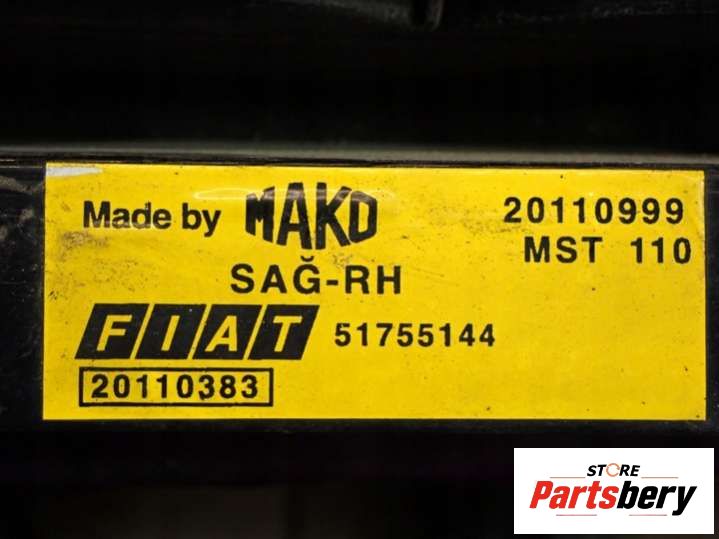 Made by MAKO 20110999
MST 110
SAĞ-RH
FIAT 51755144
20110383
STORE
Partsbery